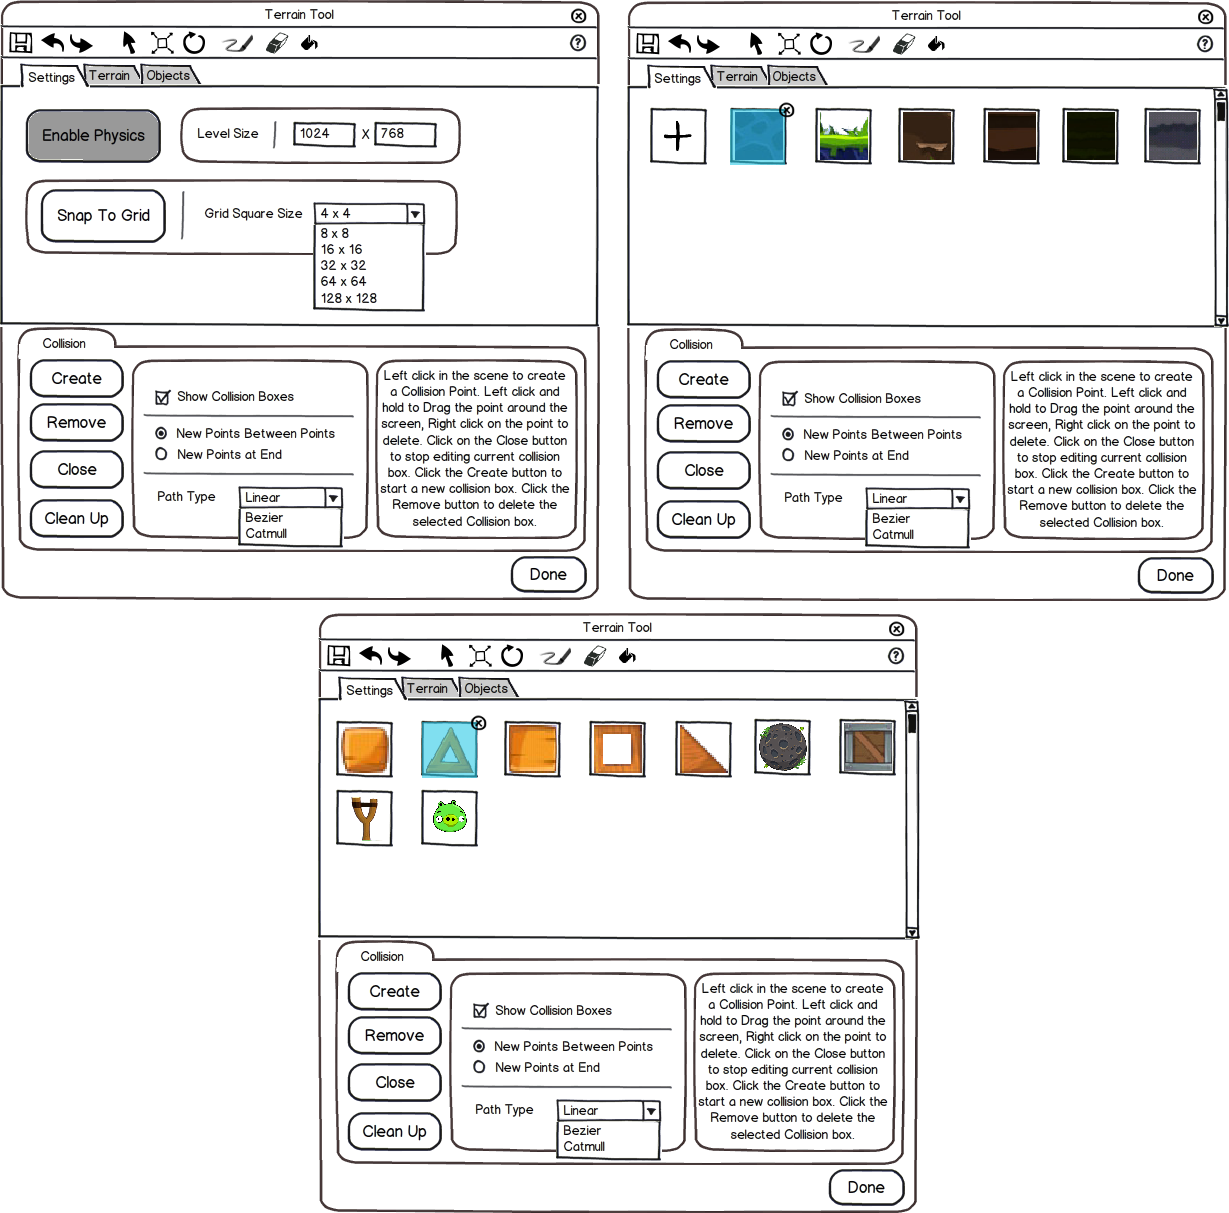 Terrain Tool
Settings
Terrain
Objects
Enable Physics
Level Size
1024
X
768
Snap To Grid
Grid Square Size
4 x 4
8 x 8
16 x 16
32 x 32
64 x 64
128 x 128
Collision
Create
Remove
Close
Clean Up
Show Collision Boxes
New Points Between Points
New Points at End
Path Type
Linear
Bezier
Catmull
Left click in the scene to create
a Collision Point. Left click and
hold to Drag the point around the
screen, Right click on the point to
delete. Click on the Close button
to stop editing current collision
box. Click the Create button to
start a new collision box. Click the
Remove button to delete the
selected Collision box.
Done
Terrain Tool
Settings
Terrain
Objects
Collision
Create
Remove
Close
Clean Up
Show Collision Boxes
New Points Between Points
New Points at End
Path Type
Linear
Bezier
Catmull
Left click in the scene to create
a Collision Point. Left click and
hold to Drag the point around the
screen, Right click on the point to
delete. Click on the Close button
to stop editing current collision
box. Click the Create button to
start a new collision box. Click the
Remove button to delete the
selected Collision box.
Done
Terrain Tool
Settings
Terrain
Objects
Collision
Create
Remove
Close
Clean Up
Show Collision Boxes
New Points Between Points
New Points at End
Path Type
Linear
Bezier
Catmull
Left click in the scene to create
a Collision Point. Left click and
hold to Drag the point around the
screen, Right click on the point to
delete. Click on the Close button
to stop editing current collision
box. Click the Create button to
start a new collision box. Click the
Remove button to delete the
selected Collision box.
Done